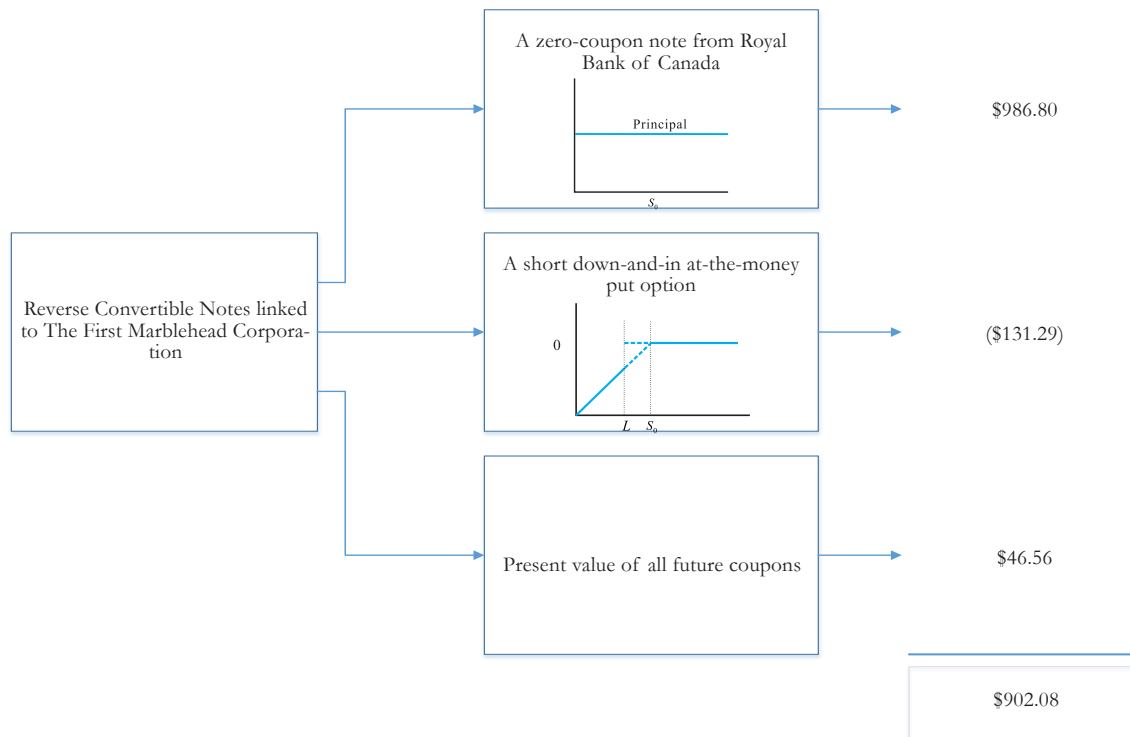 A zero-coupon note from Royal
Bank of Canada
Principal
S₀
$986.80
Reverse Convertible Notes linked
to The First Marblehead Corpora-
tion
A short down-and-in at-the-money
put option
0
L S₀
($131.29)
Present value of all future coupons
$46.56
$902.08